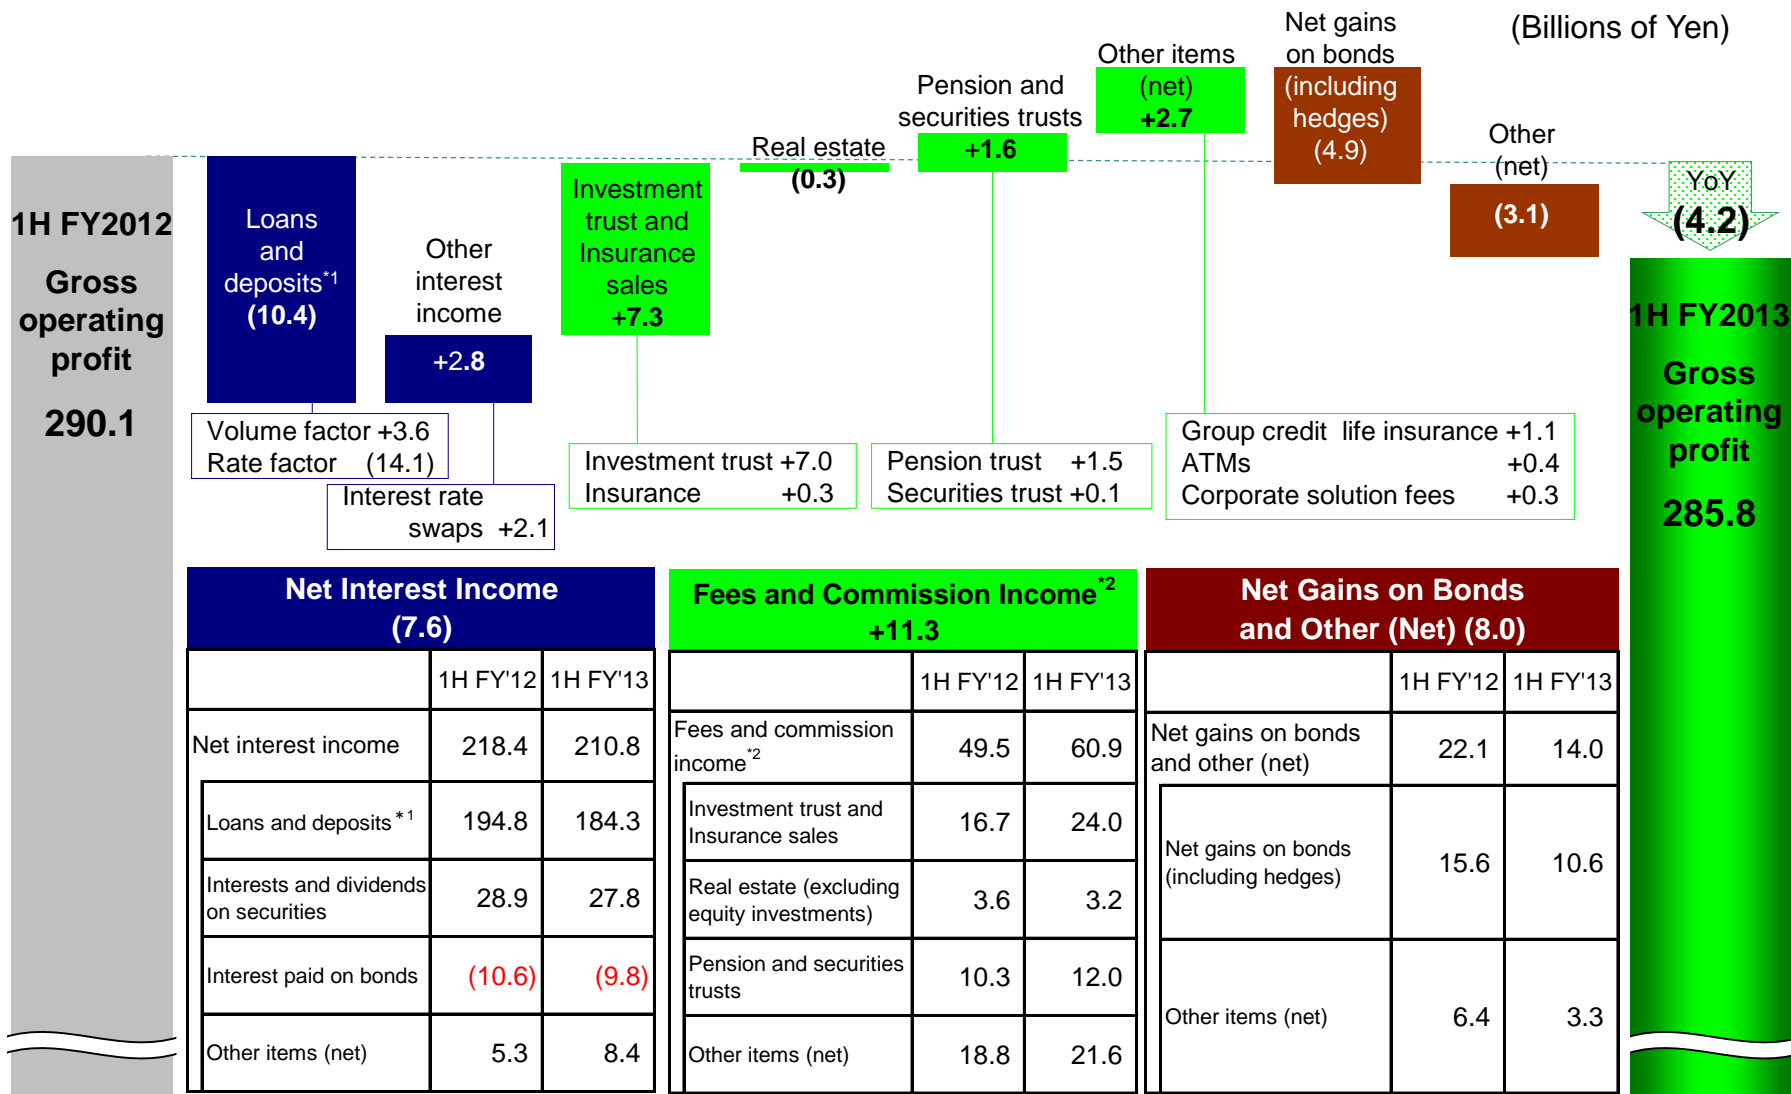 (Billions of Yen)
1H FY2012
Gross
operating
profit
290.1
Loans
and
deposits*1
(10.4)
Volume factor +3.6
Rate factor (14.1)
Other
interest
income
+2.8
Interest rate
swaps +2.1
Investment
trust and
Insurance
sales
+7.3
Investment trust +7.0
Insurance +0.3
Real estate
(0.3)
Pension and
securities trusts
+1.6
Pension trust +1.5
Securities trust +0.1
Other items
(net)
+2.7
Group credit life insurance +1.1
ATMs +0.4
Corporate solution fees +0.3
Net gains
on bonds
(including
hedges)
(4.9)
Other
(net)
(3.1)
YoY
(4.2)
1H FY2013
Gross
operating
profit
285.8
Net Interest Income
(7.6)
1H FY'12 1H FY'13
Net interest income 218.4 210.8
Loans and deposits*1 194.8 184.3
Interests and dividends
on securities 28.9 27.8
Interest paid on bonds (10.6) (9.8)
Other items (net) 5.3 8.4
Fees and Commission Income*2
+11.3
1H FY'12 1H FY'13
Fees and commission
income*2 49.5 60.9
Investment trust and
Insurance sales 16.7 24.0
Real estate (excluding
equity investments) 3.6 3.2
Pension and securities
trusts 10.3 12.0
Other items (net) 18.8 21.6
Net Gains on Bonds
and Other (Net) (8.0)
1H FY'12 1H FY'13
Net gains on bonds
and other (net) 22.1 14.0
Net gains on bonds
(including hedges) 15.6 10.6
Other items (net) 6.4 3.3